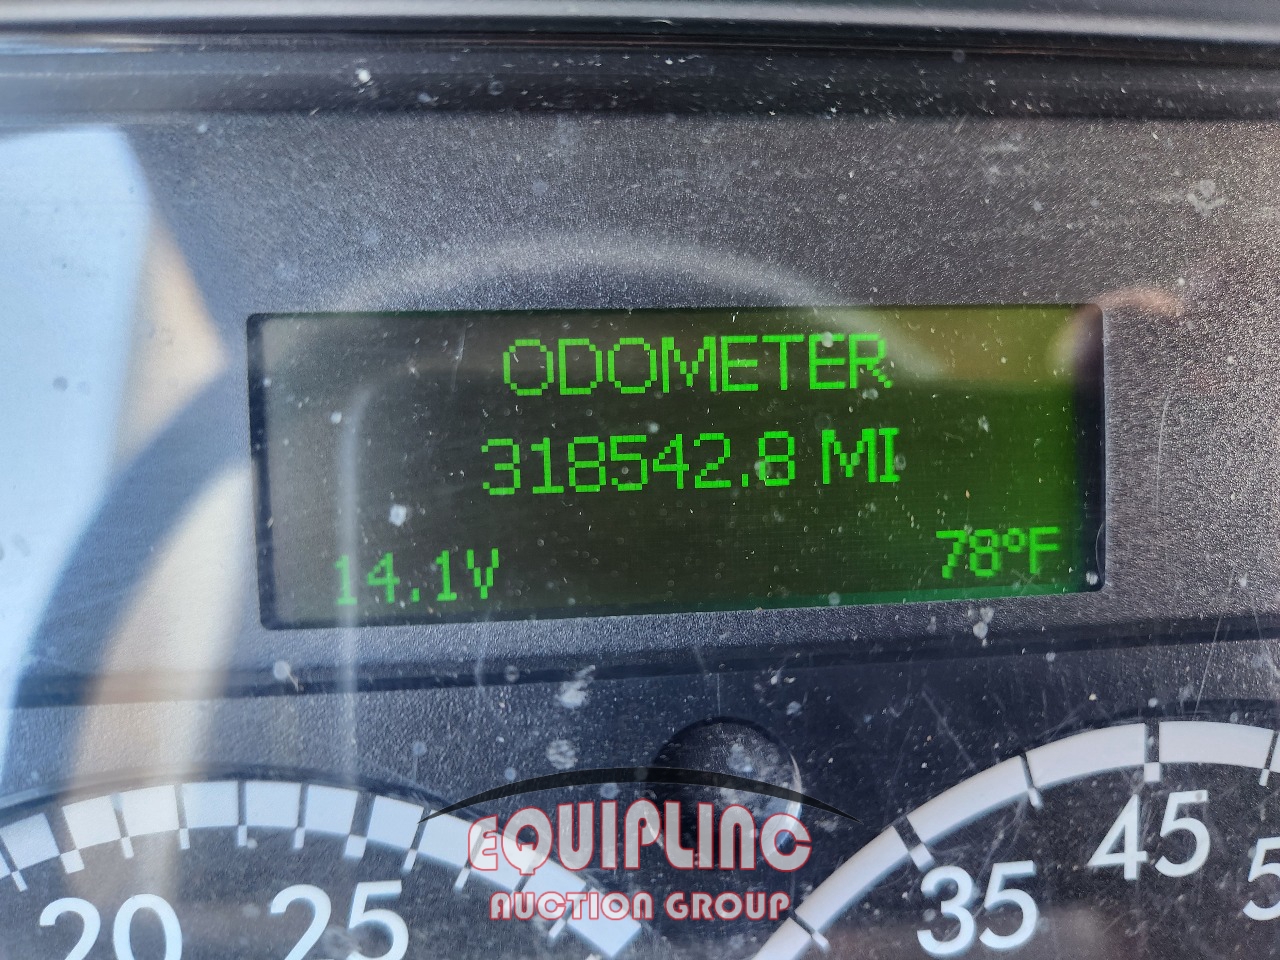 ODOMETER
318542.8 MI
14.1V 78°F
20 25 35 45
EQUIPLINC
AUCTION GROUP